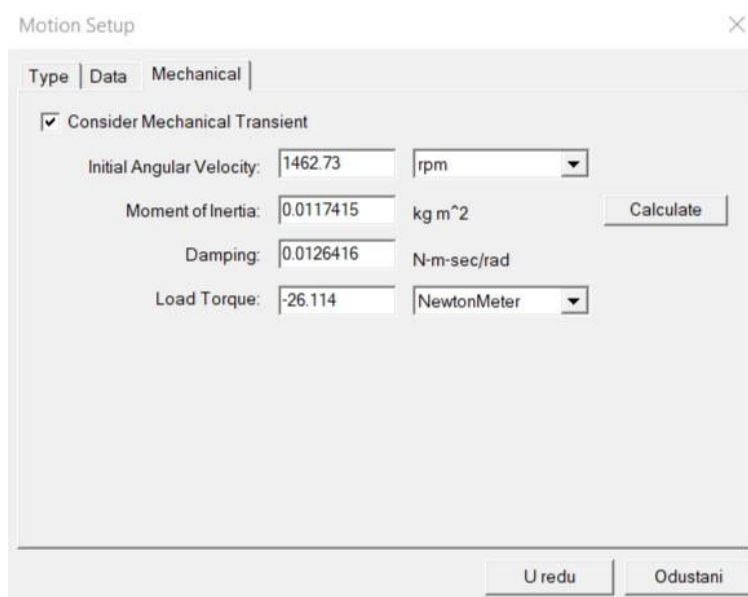 Motion Setup
Type Data Mechanical
Consider Mechanical Transient
Initial Angular Velocity: 1462.73 rpm
Moment of Inertia: 0.0117415 kg m^2 Calculate
Damping: 0.0126416 N-m-sec/rad
Load Torque: -26.114 NewtonMeter
U redu Odustani